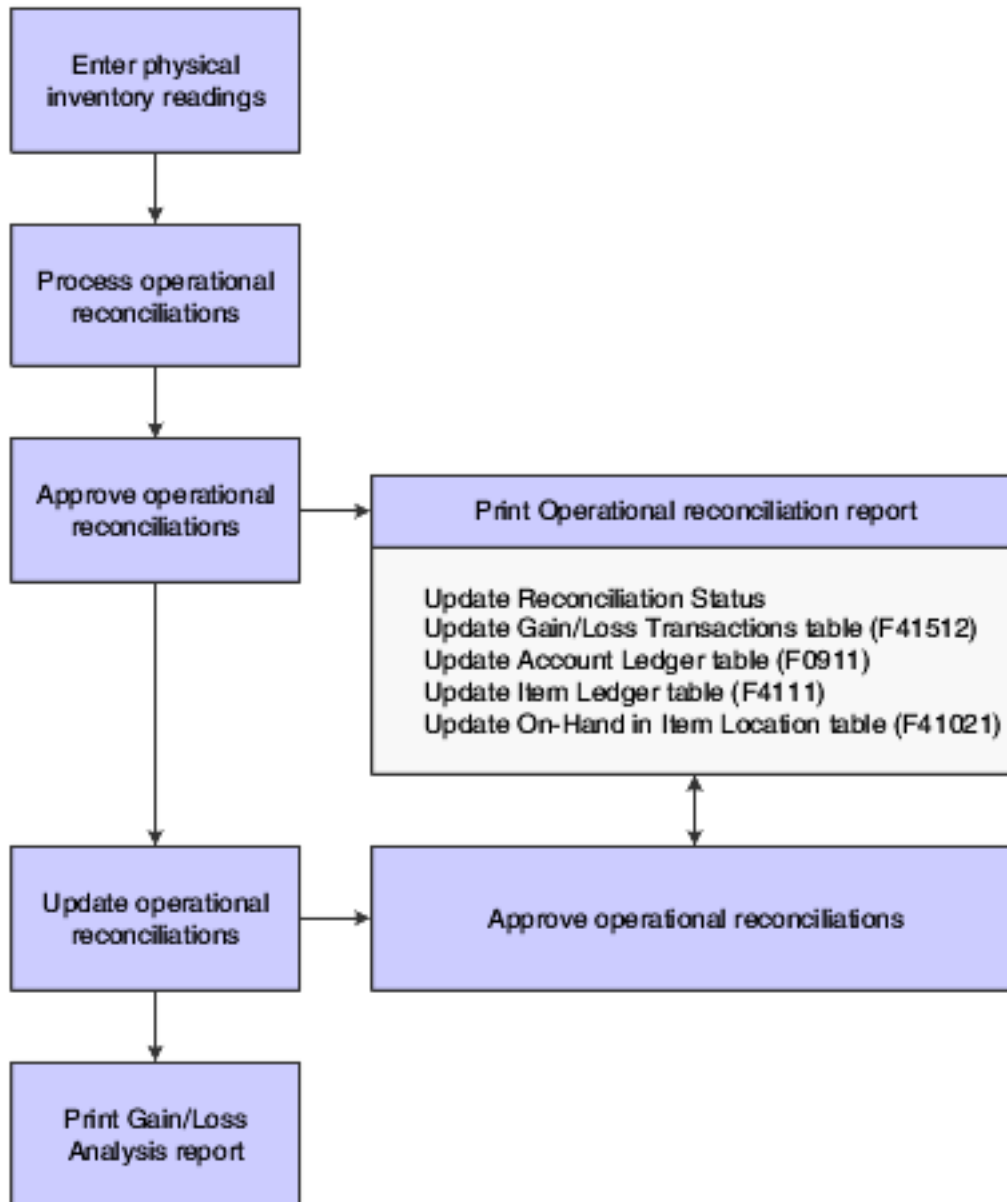 Enter physical
inventory readings
Process operational
reconciliations
Approve operational
reconciliations
Print Operational reconciliation report
Update Reconciliation Status
Update Gain/Loss Transactions table (F41512)
Update Account Ledger table (F0911)
Update Item Ledger table (F4111)
Update On-Hand in Item Location table (F41021)
Update operational
reconciliations
Approve operational reconciliations
Print Gain/Loss
Analysis report